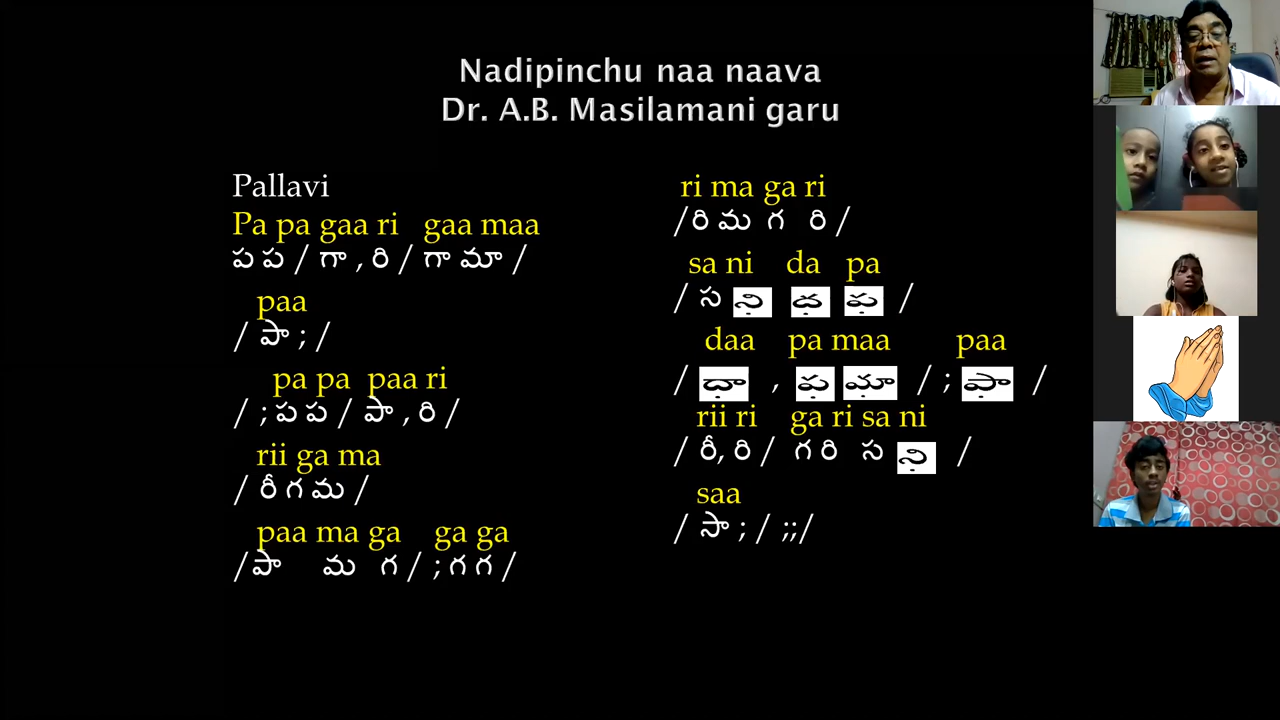 Nadipinchu naa naava
Dr. A.B. Masilamani garu
Pallavi
Pa pa gaa ri gaa maa
ప ప / గా , రి / గా మా /
paa
/ పా ; /
pa pa paa ri
/ ; ప ప / పా , రి /
rii ga ma
/ రీ గ మ /
paa ma ga ga ga
/ పా మ గ / ; గ గ /
ri ma ga ri
/ రి మ గ రి /
sa ni da pa
/ స ని ధ ప /
daa pa maa paa
/ ధా , ప మా / ; పా /
rii ri ga ri sa ni
/ రీ, రి / గ రి స ని /
saa
/ సా ; / ;;/